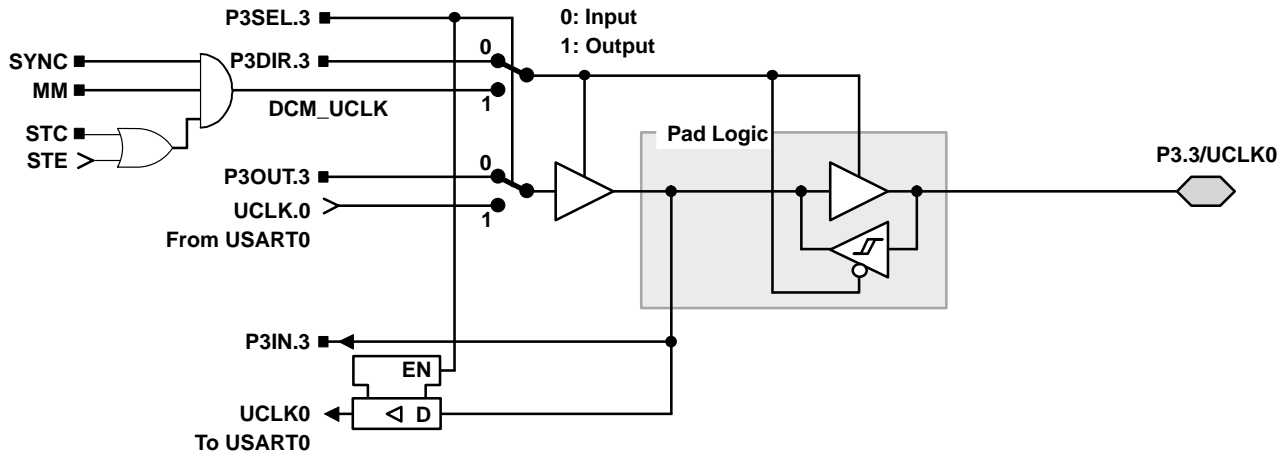 P3SEL.3
0: Input
1: Output
SYNC
P3DIR.3
0
MM
1
DCM_UCLK
STC
STE
Pad Logic
P3OUT.3
0
P3.3/UCLK0
UCLK.0
1
From USART0
P3IN.3
EN
UCLK0
D
To USART0